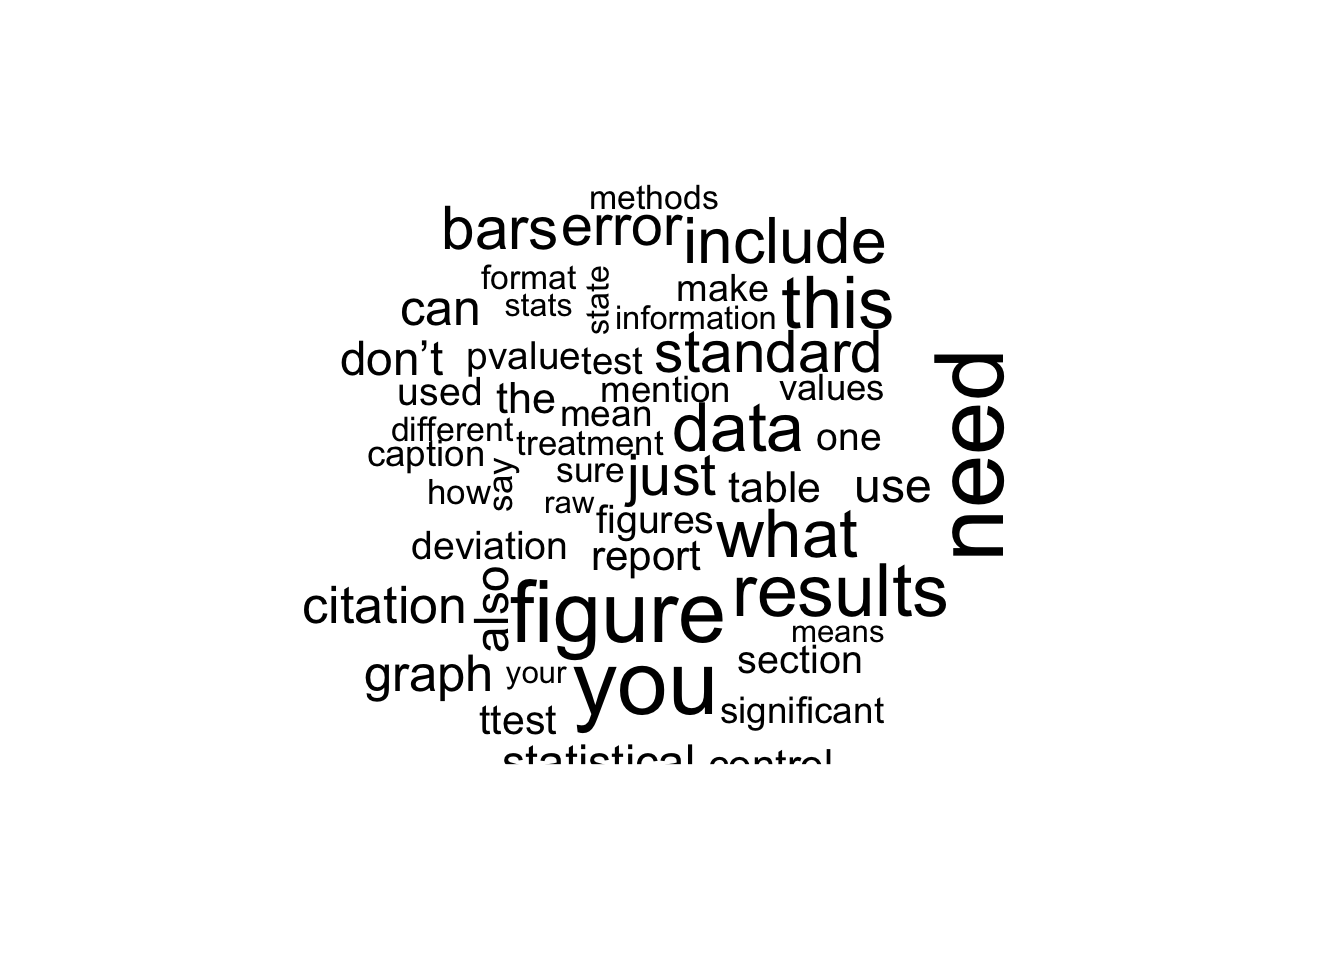 methods
bars error include
format state make this
can stats information
don’t pvalue test standard
used the mention values need
mean data one
different treatment
caption say sure just table use
how raw
figures what
deviation report
citation also figure results
means
graph your you section
ttest significant
statistical control